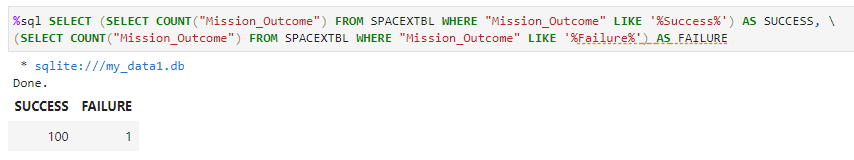 %sql SELECT (SELECT COUNT("Mission_Outcome") FROM SPACEXTBL WHERE "Mission_Outcome" LIKE '%Success%') AS SUCCESS, \
(SELECT COUNT("Mission_Outcome") FROM SPACEXTBL WHERE "Mission_Outcome" LIKE '%Failure%') AS FAILURE
* sqlite:///my_data1.db
Done.
SUCCESS FAILURE
100 1